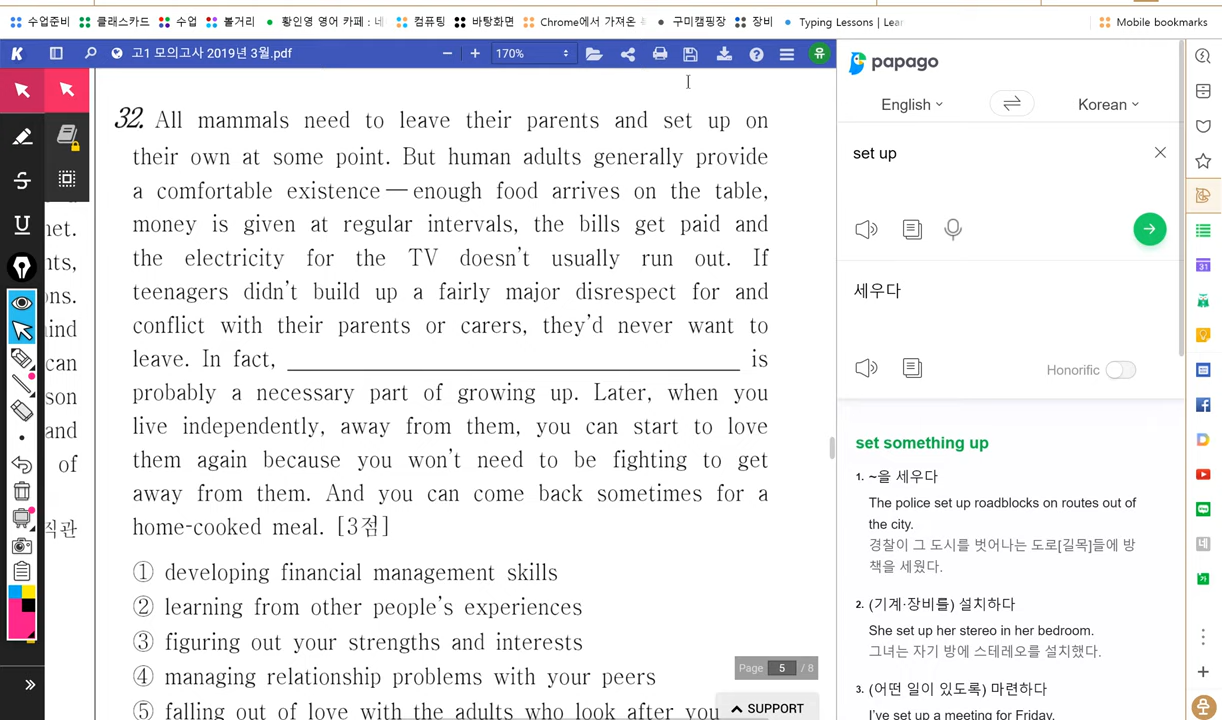 수업준비 클래스카드 수업 볼거리 황인영 영어 카페 : 네 컴퓨팅 바탕화면 Chrome에서 가져온 구미캠핑장 장비 Typing Lessons | Lear Mobile bookmarks
K 고1 모의고사 2019년 3월.pdf 170% 유
32. All mammals need to leave their parents and set up on
their own at some point. But human adults generally provide
a comfortable existence — enough food arrives on the table,
money is given at regular intervals, the bills get paid and
the electricity for the TV doesn't usually run out. If
teenagers didn't build up a fairly major disrespect for and
conflict with their parents or carers, they'd never want to
leave. In fact, ______________________________ is
probably a necessary part of growing up. Later, when you
live independently, away from them, you can start to love
them again because you won't need to be fighting to get
away from them. And you can come back sometimes for a
home-cooked meal. [3점]
① developing financial management skills
② learning from other people's experiences
③ figuring out your strengths and interests
④ managing relationship problems with your peers
⑤ falling out of love with the adults who look after you
net.
nts,
ons.
ind
can
son
and
of
직관
Page 5 / 8
SUPPORT
papago
English Korean
set up
세우다
Honorific
set something up
1. ~을 세우다
The police set up roadblocks on routes out of
the city.
경찰이 그 도시를 벗어나는 도로[길목]들에 방
책을 세웠다.
2. (기계·장비를) 설치하다
She set up her stereo in her bedroom.
그녀는 자기 방에 스테레오를 설치했다.
3. (어떤 일이 있도록) 마련하다
I've set up a meeting for Friday.
31